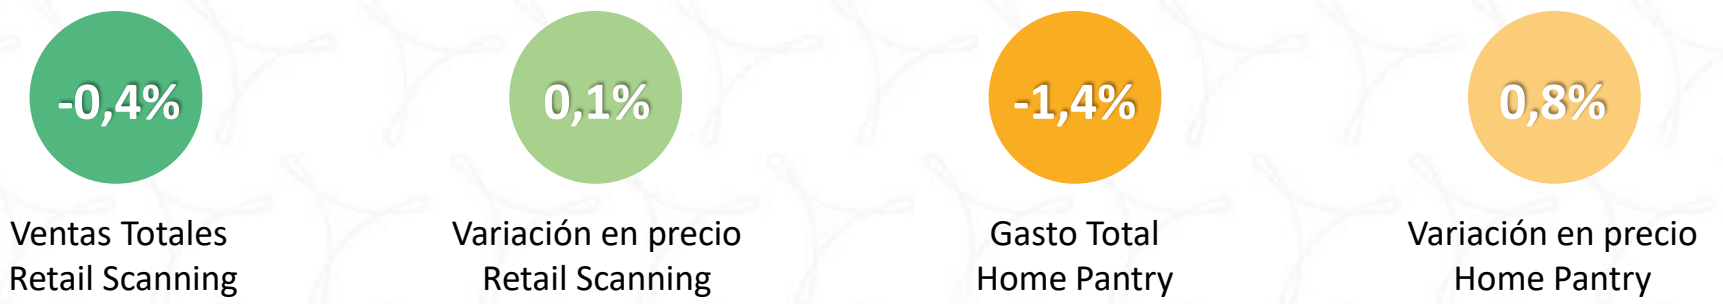 -0,4%
Ventas Totales
Retail Scanning
0,1%
Variación en precio
Retail Scanning
-1,4%
Gasto Total
Home Pantry
0,8%
Variación en precio
Home Pantry